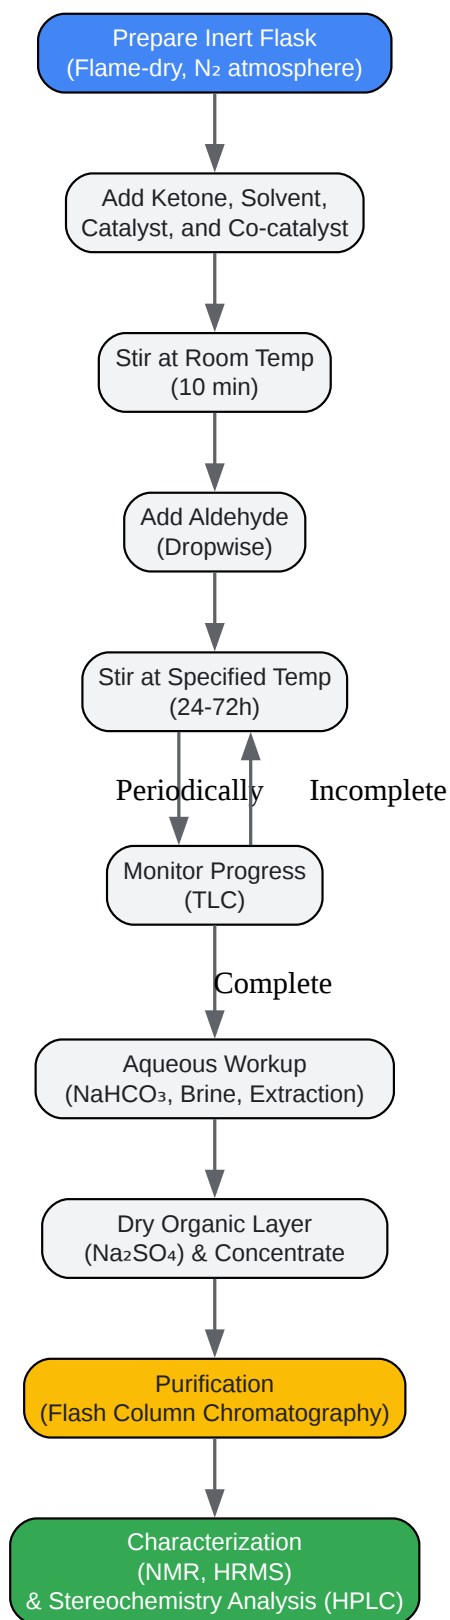 Prepare Inert Flask
(Flame-dry, N₂ atmosphere)
Add Ketone, Solvent,
Catalyst, and Co-catalyst
Stir at Room Temp
(10 min)
Add Aldehyde
(Dropwise)
Stir at Specified Temp
(24-72h)
Periodically
Incomplete
Monitor Progress
(TLC)
Complete
Aqueous Workup
(NaHCO₃, Brine, Extraction)
Dry Organic Layer
(Na₂SO₄) & Concentrate
Purification
(Flash Column Chromatography)
Characterization
(NMR, HRMS)
& Stereochemistry Analysis (HPLC)